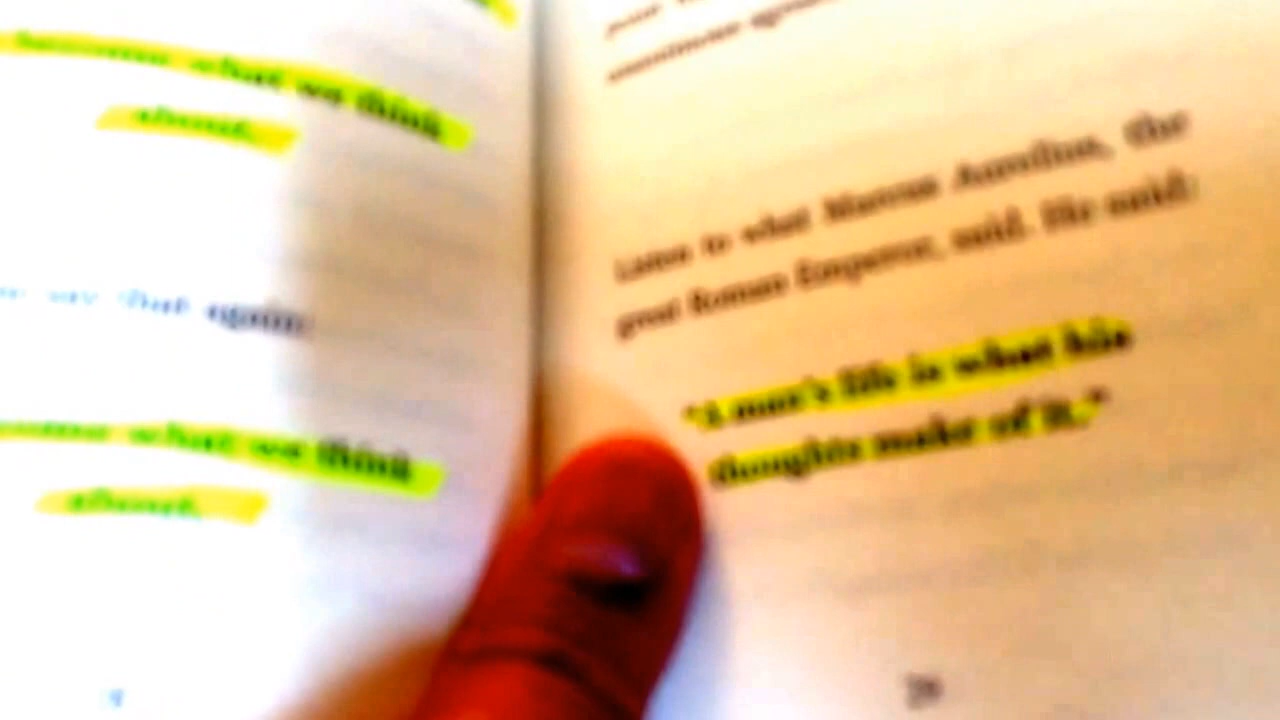 become what we think
about.
say that again:
what we think
about.
Listen to what Marcus Aurelius, the
great Roman Emperor, said. He said:
"A man's life is what his
thoughts make of it."